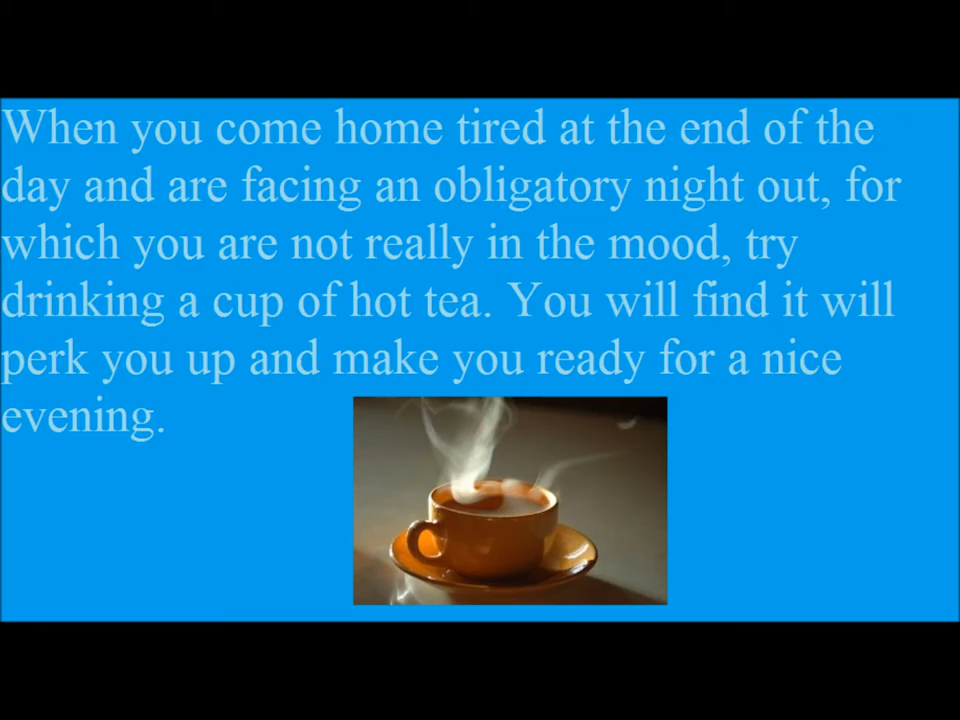 When you come home tired at the end of the
day and are facing an obligatory night out, for
which you are not really in the mood, try
drinking a cup of hot tea. You will find it will
perk you up and make you ready for a nice
evening.